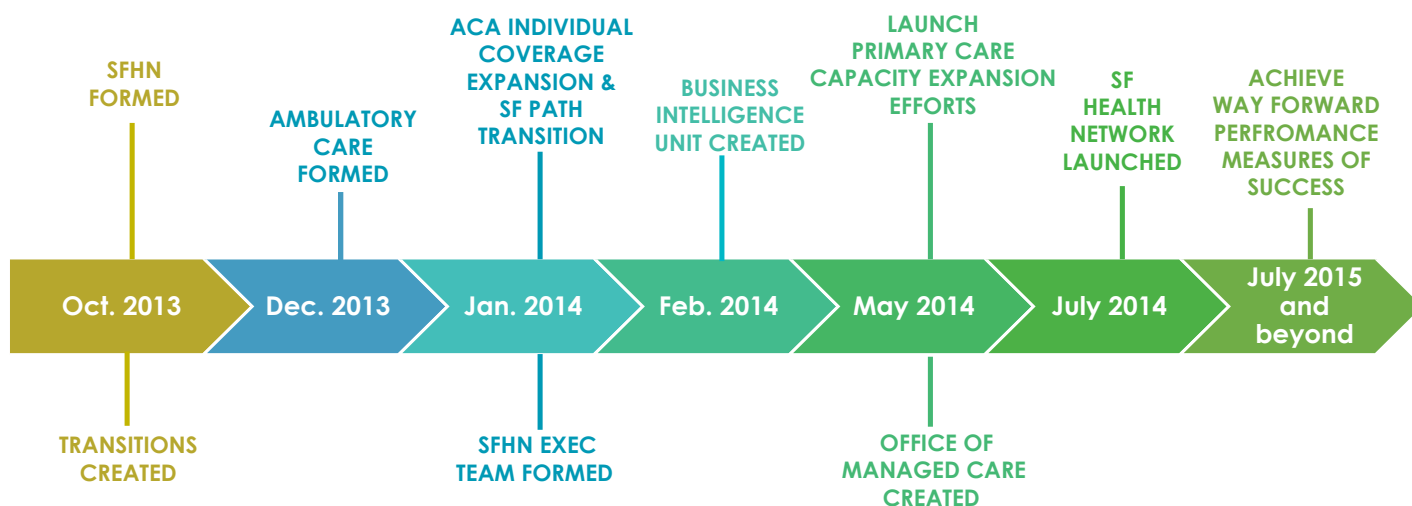 SFHN
FORMED
AMBULATORY
CARE
FORMED
ACA INDIVIDUAL
COVERAGE
EXPANSION &
SF PATH
TRANSITION
BUSINESS
INTELLIGENCE
UNIT CREATED
LAUNCH
PRIMARY CARE
CAPACITY EXPANSION
EFFORTS
SF
HEALTH
NETWORK
LAUNCHED
ACHIEVE
WAY FORWARD
PERFROMANCE
MEASURES OF
SUCCESS
Oct. 2013
Dec. 2013
Jan. 2014
Feb. 2014
May 2014
July 2014
July 2015
and
beyond
TRANSITIONS
CREATED
SFHN EXEC
TEAM FORMED
OFFICE OF
MANAGED CARE
CREATED